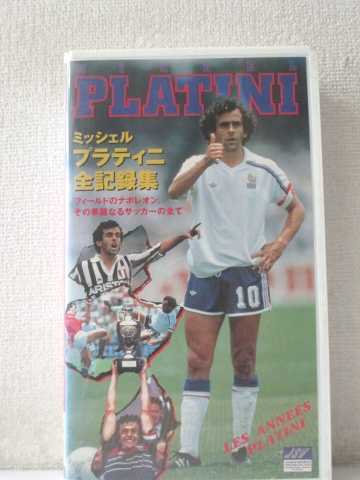 PLATINI
ミッシェル
プラティニ
全記録集
フィールドのナポレオン
その華麗なるサッカーの全て
10
ARISTO
LES ANNÉES
PLATINI